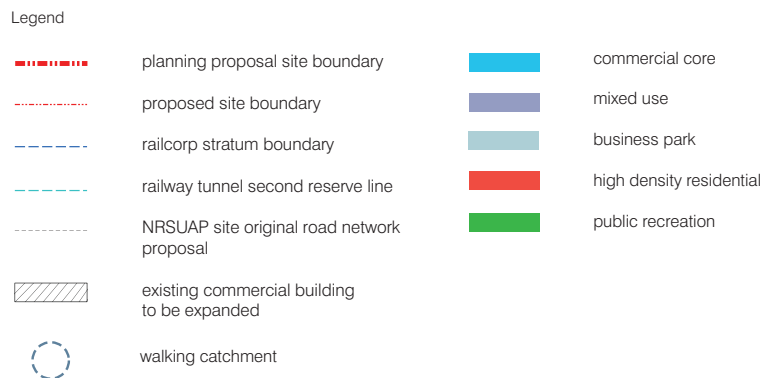 Legend
planning proposal site boundary
proposed site boundary
railcorp stratum boundary
railway tunnel second reserve line
NRSUAP site original road network
proposal
existing commercial building
to be expanded
walking catchment
commercial core
mixed use
business park
high density residential
public recreation